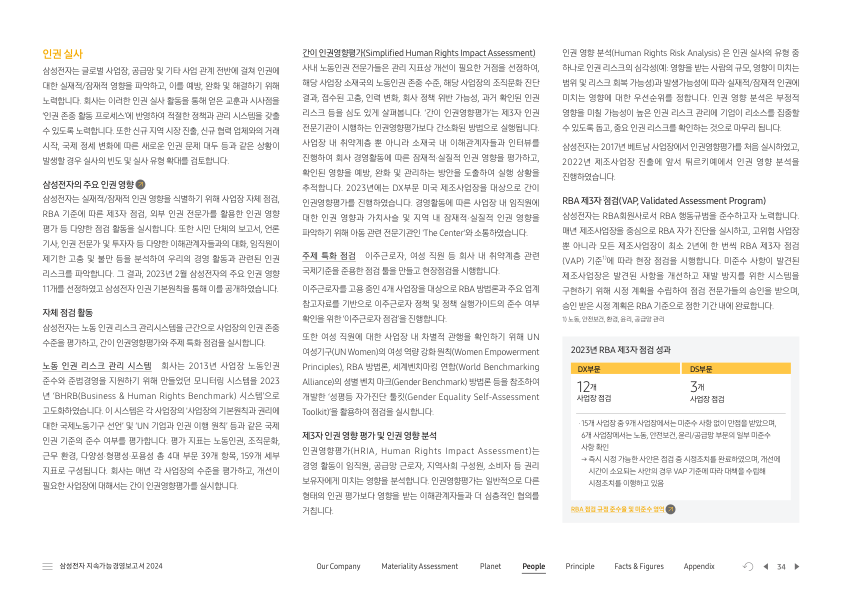 인권 실사
삼성전자는 글로벌 사업장, 공급망 및 기타 사업 관계 전반에 걸쳐 인권에
대한 실제적/잠재적 영향을 파악하고, 이를 예방, 완화 및 해결하기 위해
노력합니다. 회사는 이러한 인권 실사 활동을 통해 얻은 교훈과 시사점을
'인권 존중 활동 프로세스'에 반영하여 적절한 정책과 관리 시스템을 갖출
수 있도록 노력합니다. 또한 신규 지역 시장 진출, 신규 협력 업체와의 거래
시작, 국제 정세 변화에 따른 새로운 인권 문제 대두 등과 같은 상황이
발생할 경우 실사의 빈도 및 실사 유형 확대를 검토합니다.
삼성전자의 주요 인권 영향
삼성전자는 실제적/잠재적 인권 영향을 식별하기 위해 사업장 자체 점검,
RBA 기준에 따른 제3자 점검, 외부 인권 전문가를 활용한 인권 영향
평가 등 다양한 점검 활동을 실시합니다. 또한 시민 단체의 보고서, 언론
기사, 인권 전문가 및 투자자 등 다양한 이해관계자들과의 대화, 임직원이
제기한 고충 및 불만 등을 분석하여 우리의 경영 활동과 관련된 인권
리스크를 파악합니다. 그 결과, 2023년 2월 삼성전자의 주요 인권 영향
11개를 선정하였고 삼성전자 인권 기본원칙을 통해 이를 공개하였습니다.
자체 점검 활동
삼성전자는 노동 인권 리스크 관리시스템을 근간으로 사업장의 인권 존중
수준을 평가하고, 간이 인권영향평가와 주제 특화 점검을 실시합니다.
노동 인권 리스크 관리 시스템 회사는 2013년 사업장 노동인권
준수와 준법경영을 지원하기 위해 만들었던 모니터링 시스템을 2023
년 'BHRB(Business & Human Rights Benchmark) 시스템'으로
고도화하였습니다. 이 시스템은 각 사업장의 '사업장의 기본원칙과 권리에
대한 국제노동기구 선언' 및 'UN 기업과 인권 이행 원칙' 등과 같은 국제
인권 기준의 준수 여부를 평가합니다. 평가 지표는 노동인권, 조직문화,
근무 환경, 다양성 형평성 포용성 총 4대 부문 39개 항목, 159개 세부
지표로 구성됩니다. 회사는 매년 각 사업장의 수준을 평가하고, 개선이
필요한 사업장에 대해서는 간이 인권영향평가를 실시합니다.
간이 인권영향평가(Simplified Human Rights Impact Assessment)
사내 노동인권 전문가들은 관리 지표상 개선이 필요한 거점을 선정하여,
해당 사업장 소재국의 노동인권 존중 수준, 해당 사업장의 조직문화 진단
결과, 접수된 고충, 인력 변화, 회사 정책 위반 가능성, 과거 확인된 인권
리스크 등을 심도 있게 살펴봅니다. '간이 인권영향평가'는 제3자 인권
전문기관이 시행하는 인권영향평가보다 간소화된 방법으로 실행됩니다.
사업장 내 취약계층 뿐 아니라 소재국 내 이해관계자들과 인터뷰를
진행하여 회사 경영활동에 따른 잠재적·실질적 인권 영향을 평가하고,
확인된 영향을 예방, 완화 및 관리하는 방안을 도출하여 실행 상황을
추적합니다. 2023년에는 DX부문 미국 제조사업장을 대상으로 간이
인권영향평가를 진행하였습니다. 경영활동에 따른 사업장 내 임직원에
대한 인권 영향과 가치사슬 및 지역 내 잠재적·실질적 인권 영향을
파악하기 위해 아동 관련 전문기관인 'The Center'와 소통하였습니다.
주제 특화 점검 이주근로자, 여성 직원 등 회사 내 취약계층 관련
국제기준을 준용한 점검 툴을 만들고 현장점검을 시행합니다.
이주근로자를 고용 중인 4개 사업장을 대상으로 RBA 방법론과 주요 업계
참고자료를 기반으로 이주근로자 정책 및 정책 실행가이드의 준수 여부
확인을 위한 '이주근로자 점검'을 진행합니다.
또한 여성 직원에 대한 사업장 내 차별적 관행을 확인하기 위해 UN
여성기구(UN Women)의 여성 역량 강화 원칙(Women Empowerment
Principles), RBA 방법론, 세계벤치마킹 연합(World Benchmarking
Alliance)의 성별 벤치 마크(Gender Benchmark) 방법론 등을 참조하여
개발한 '성평등 자가진단 툴킷(Gender Equality Self-Assessment
Toolkit)'을 활용하여 점검을 실시합니다.
제3자 인권 영향 평가 및 인권 영향 분석
인권영향평가(HRIA, Human Rights Impact Assessment)는
경영 활동이 임직원, 공급망 근로자, 지역사회 구성원, 소비자 등 권리
보유자에게 미치는 영향을 분석합니다. 인권영향평가는 일반적으로 다른
형태의 인권 평가보다 영향을 받는 이해관계자들과 더 심층적인 협의를
거칩니다.
인권 영향 분석(Human Rights Risk Analysis) 은 인권 실사의 유형 중
하나로 인권 리스크의 심각성(예: 영향을 받는 사람의 규모, 영향이 미치는
범위 및 리스크 회복 가능성)과 발생가능성에 따라 실재적/잠재적 인권에
미치는 영향에 대한 우선순위를 정합니다. 인권 영향 분석은 부정적
영향을 미칠 가능성이 높은 인권 리스크 관리에 기업이 리소스를 집중할
수 있도록 돕고, 중요 인권 리스크를 확인하는 것으로 마무리 됩니다.
삼성전자는 2017년 베트남 사업장에서 인권영향평가를 처음 실시하였고,
2022년 제조사업장 진출에 앞서 튀르키예에서 인권 영향 분석을
진행하였습니다.
RBA 제3자 점검(VAP, Validated Assessment Program)
삼성전자는 RBA회원사로서 RBA 행동규범을 준수하고자 노력합니다.
매년 제조사업장을 중심으로 RBA 자가 진단을 실시하고, 고위험 사업장
뿐 아니라 모든 제조사업장이 최소 2년에 한 번씩 RBA 제3자 점검
(VAP) 기준1)에 따라 현장 점검을 시행합니다. 미준수 사항이 발견된
제조사업장은 발견된 사항을 개선하고 재발 방지를 위한 시스템을
구현하기 위해 시정 계획을 수립하여 점검 전문가들의 승인을 받으며,
승인 받은 시정 계획은 RBA 기준으로 정한 기간 내에 완료합니다.
1) 노동, 안전보건, 환경, 윤리, 공급망 관리
2023년 RBA 제3자 점검 성과
DX부문 DS부문
12개 3개
사업장 점검 사업장 점검
· 15개 사업장 중 9개 사업장에서는 미준수 사항 없이 만점을 받았으며,
6개 사업장에서는 노동, 안전보건, 윤리/공급망 부문의 일부 미준수
사항 확인
→ 즉시 시정 가능한 사안은 점검 중 시정조치를 완료하였으며, 개선에
시간이 소요되는 사안의 경우 VAP 기준에 따라 대책을 수립해
시정조치를 이행하고 있음
RBA 점검 규정 준수율 및 미준수 영역
삼성전자 지속가능경영보고서 2024
Our Company Materiality Assessment Planet People Principle Facts & Figures Appendix
34